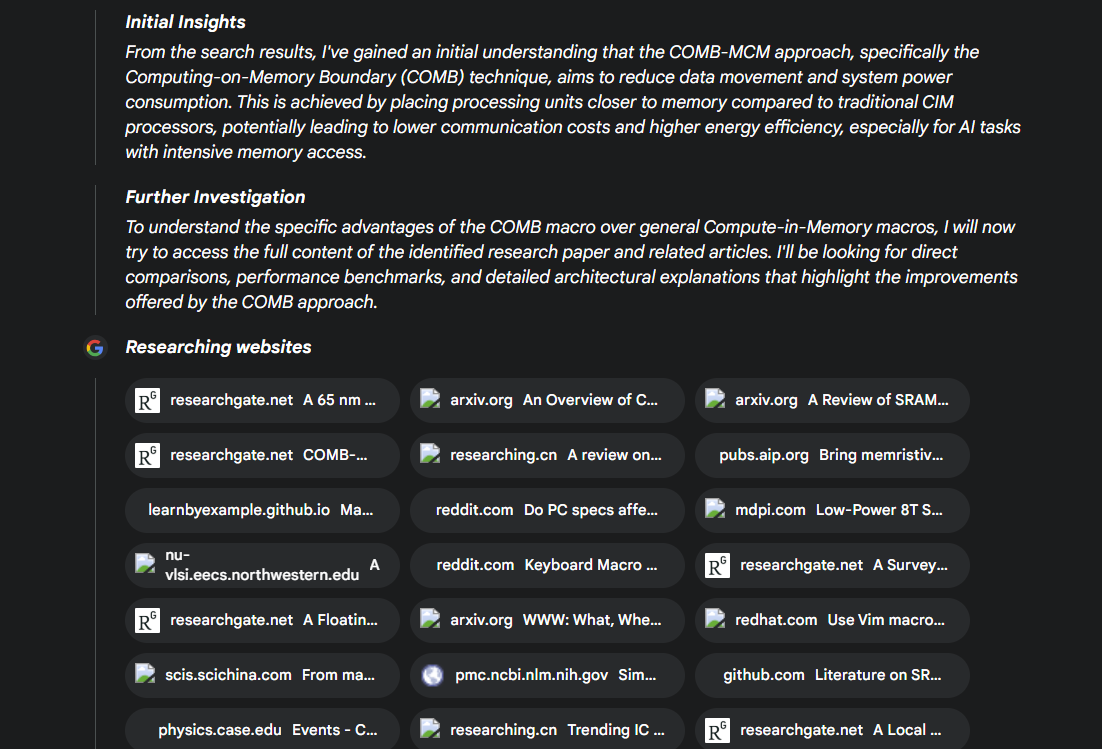 Initial Insights
From the search results, I've gained an initial understanding that the COMB-MCM approach, specifically the
Computing-on-Memory Boundary (COMB) technique, aims to reduce data movement and system power
consumption. This is achieved by placing processing units closer to memory compared to traditional CIM
processors, potentially leading to lower communication costs and higher energy efficiency, especially for AI tasks
with intensive memory access.
Further Investigation
To understand the specific advantages of the COMB macro over general Compute-in-Memory macros, I will now
try to access the full content of the identified research paper and related articles. I'll be looking for direct
comparisons, performance benchmarks, and detailed architectural explanations that highlight the improvements
offered by the COMB approach.
Researching websites
RG researchgate.net A 65 nm ...
arxiv.org An Overview of C...
arxiv.org A Review of SRAM...
RG researchgate.net COMB-...
researching.cn A review on...
pubs.aip.org Bring memristiv...
learnbyexample.github.io Ma...
reddit.com Do PC specs affe...
mdpi.com Low-Power 8T S...
nu-
vlsi.eecs.northwestern.edu A
reddit.com Keyboard Macro ...
RG researchgate.net A Survey...
RG researchgate.net A Floatin...
arxiv.org WWW: What, Whe...
redhat.com Use Vim macro...
scis.scichina.com From ma...
pmc.ncbi.nlm.nih.gov Sim...
github.com Literature on SR...
physics.case.edu Events - C...
researching.cn Trending IC ...
RG researchgate.net A Local ...